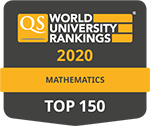 QS WORLD
UNIVERSITY
RANKINGS
2020
MATHEMATICS
TOP 150